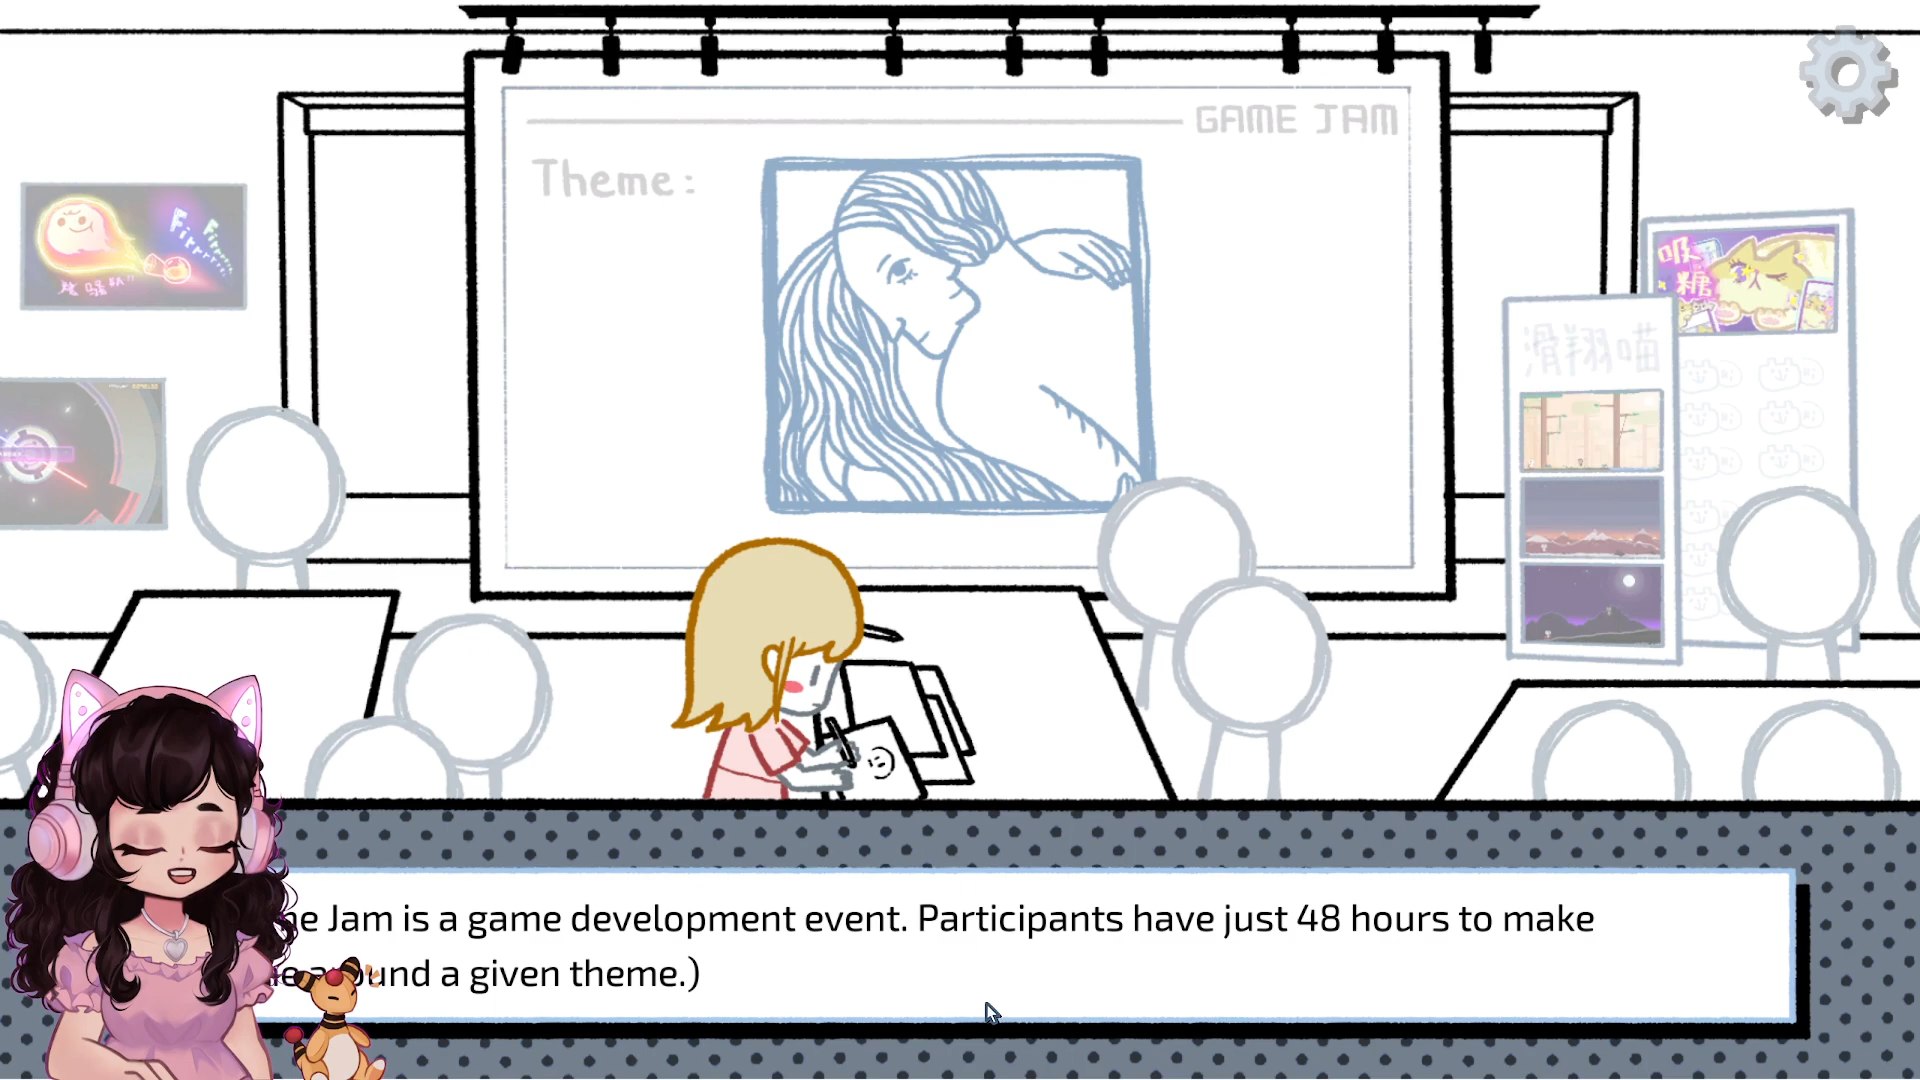 GAME JAM
Theme:
吸
糖
滑翔喵
ne Jam is a game development event. Participants have just 48 hours to make
a given theme.)